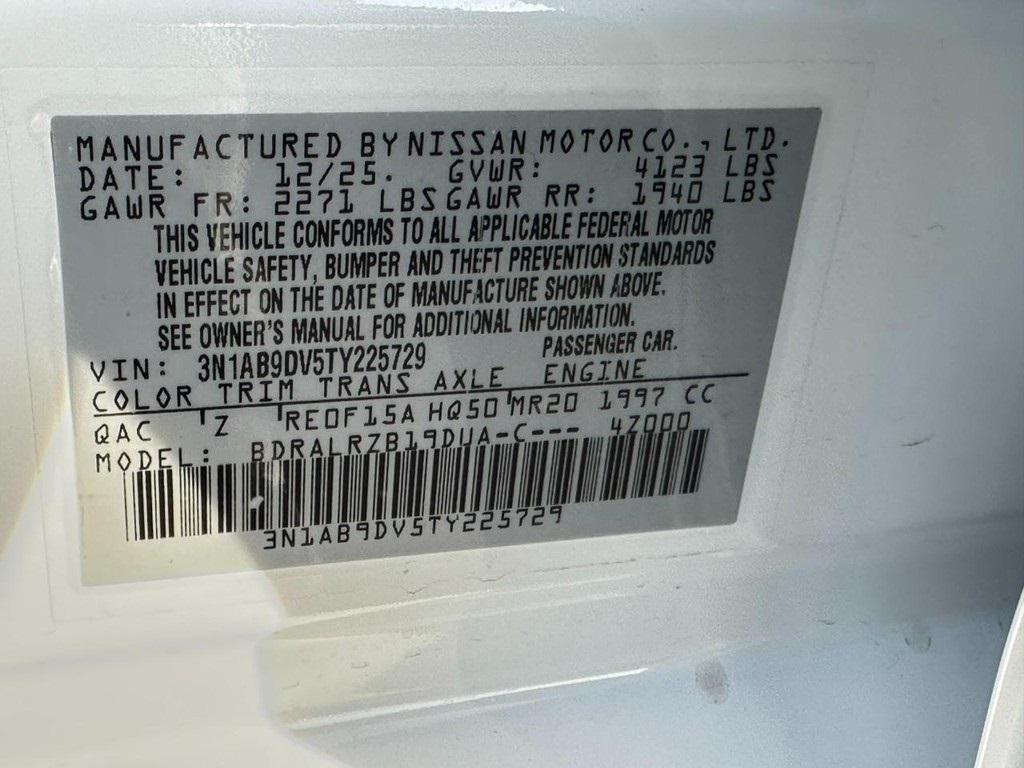 MANUFACTURED BY NISSAN MOTOR CO., LTD.
DATE: 12/25. GVWR: 4123 LBS
GAWR FR: 2271 LBS GAWR RR: 1940 LBS
THIS VEHICLE CONFORMS TO ALL APPLICABLE FEDERAL MOTOR
VEHICLE SAFETY, BUMPER AND THEFT PREVENTION STANDARDS
IN EFFECT ON THE DATE OF MANUFACTURE SHOWN ABOVE.
SEE OWNER'S MANUAL FOR ADDITIONAL INFORMATION.
VIN: 3N1AB9DV5TY225729 PASSENGER CAR.
COLOR TRIM TRANS AXLE ENGINE
QAC 'Z 'RE0F15A HQ50'MR20 1997 CC
MODEL: BDRALRZB19DUA-C--- 4Z000
3N1AB9DV5TY225729